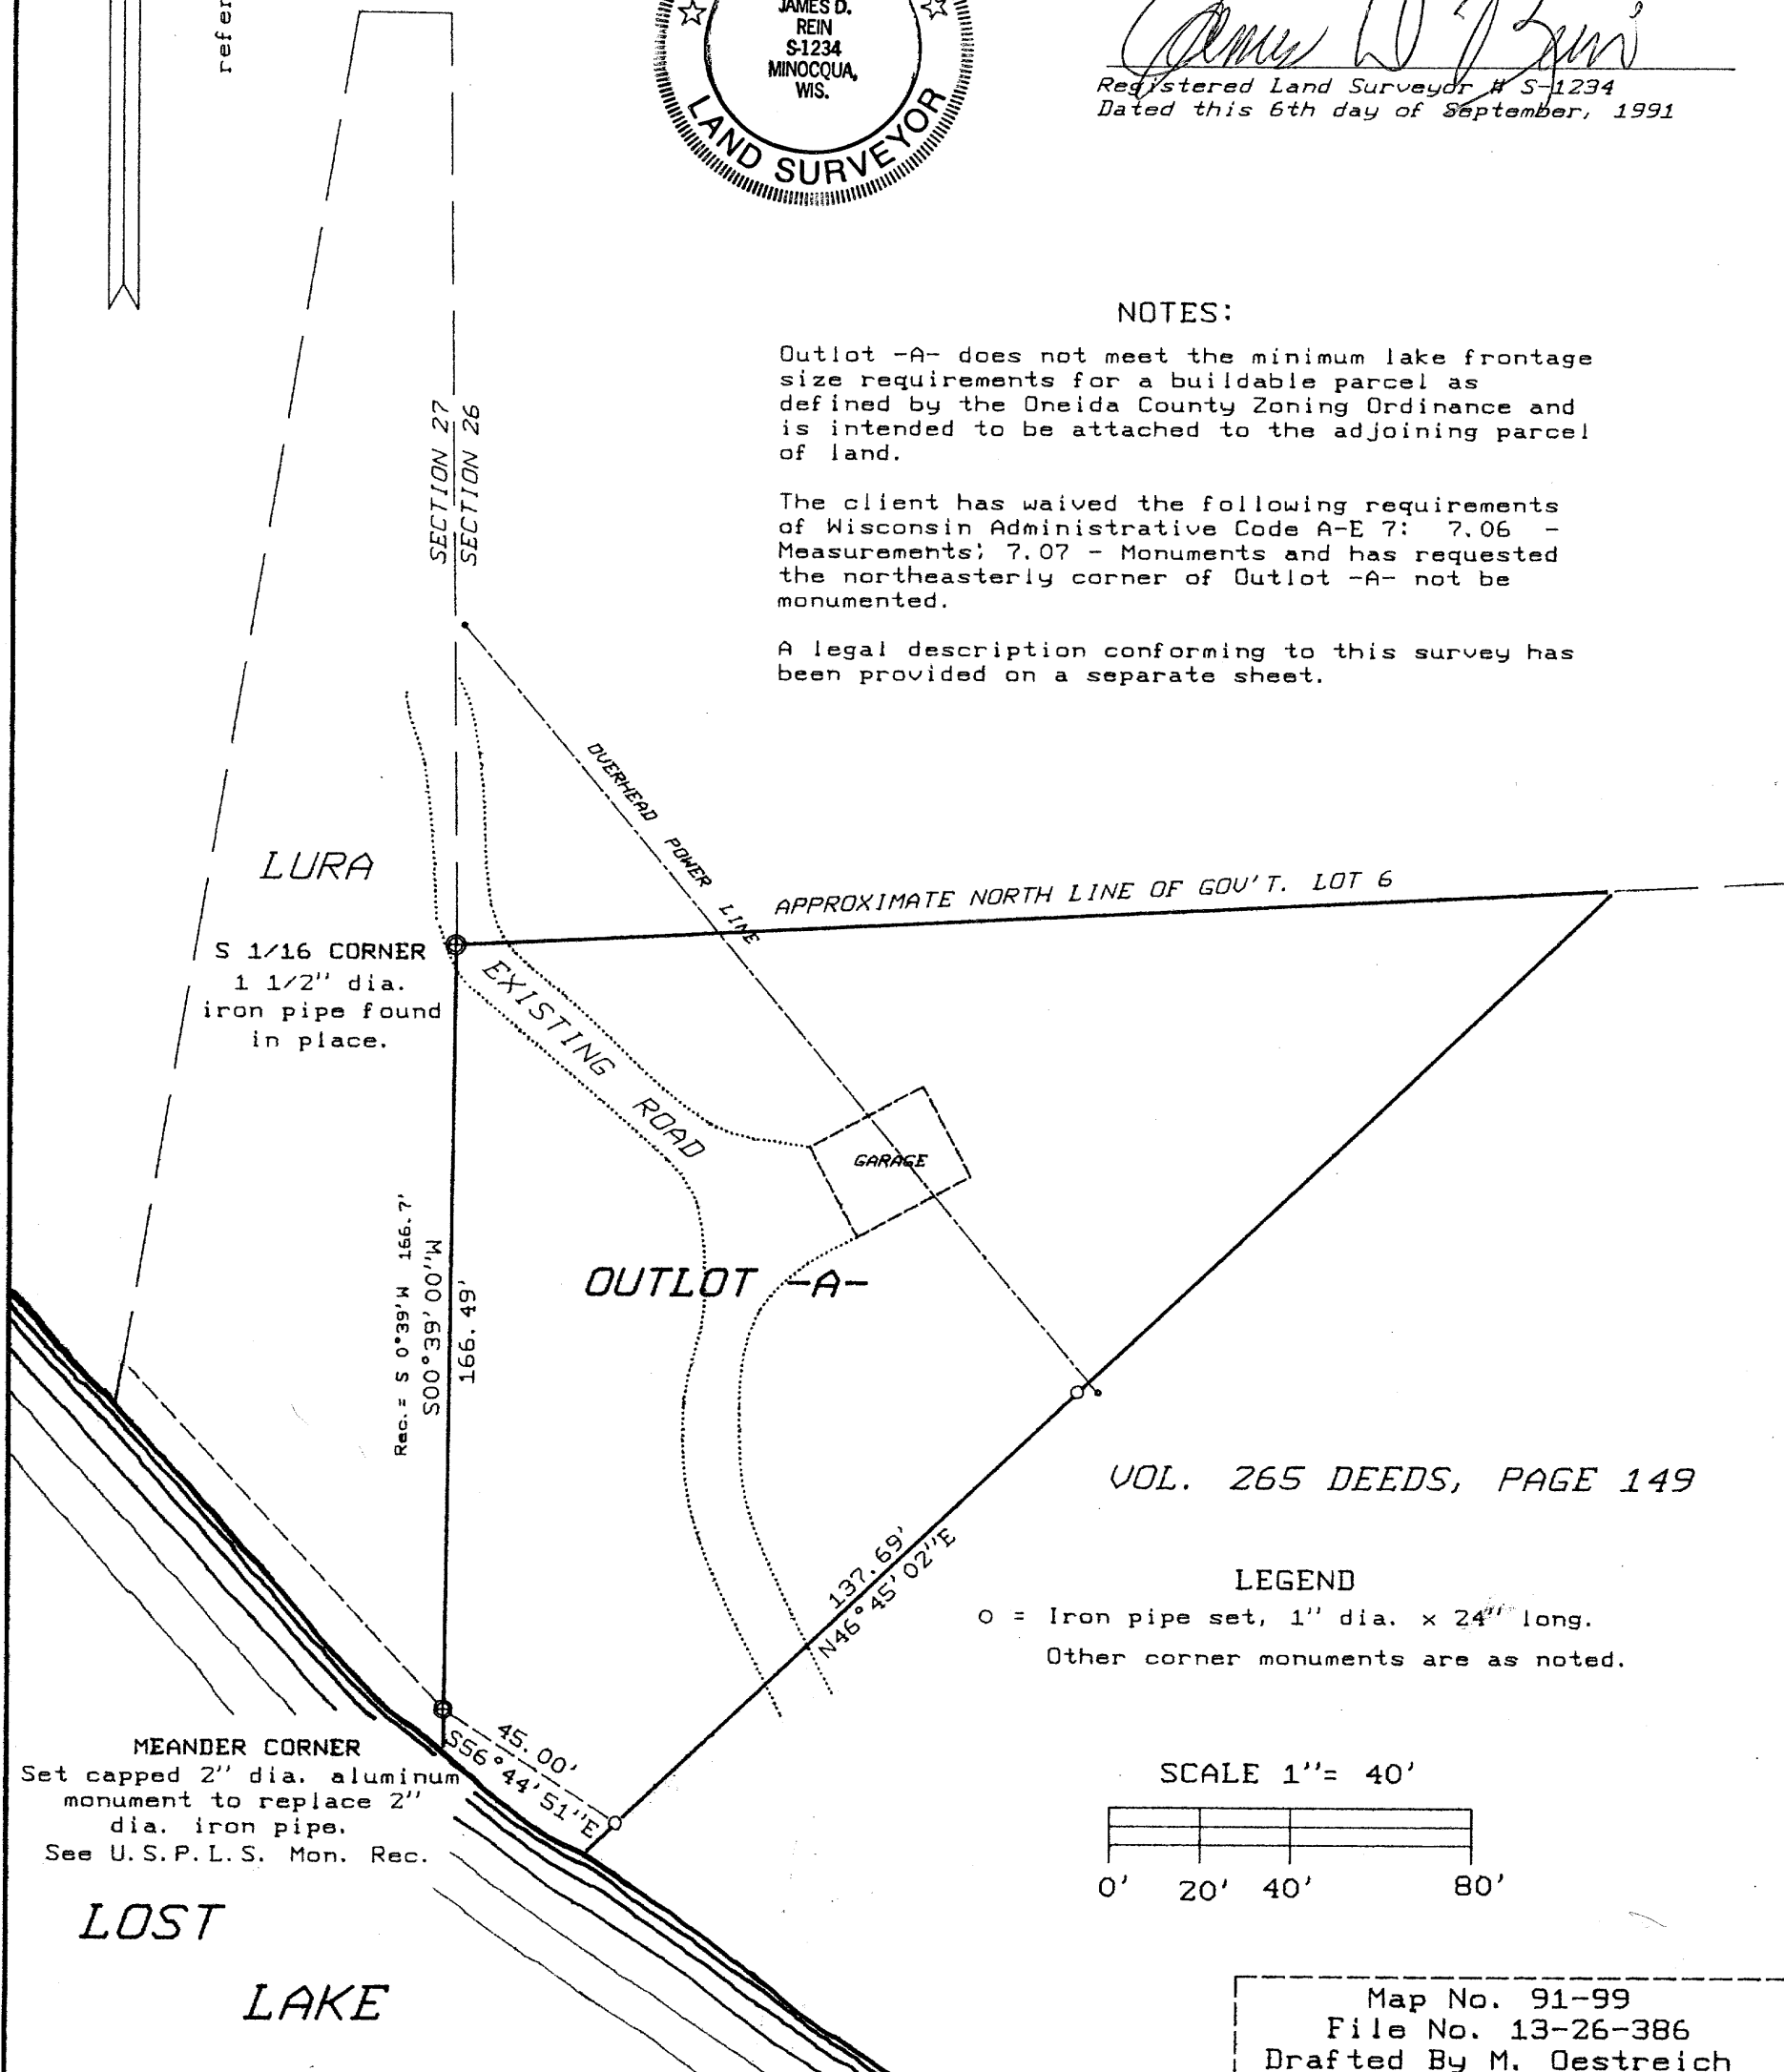 refer
JAMES D.
REIN
S-1234
MINOCQUA,
WIS.
LAND SURVEYOR
James D Rein
Registered Land Surveyor # S-1234
Dated this 6th day of September, 1991
NOTES:
Outlot -A- does not meet the minimum lake frontage
size requirements for a buildable parcel as
defined by the Oneida County Zoning Ordinance and
is intended to be attached to the adjoining parcel
of land.
The client has waived the following requirements
of Wisconsin Administrative Code A-E 7: 7.06 -
Measurements; 7.07 - Monuments and has requested
the northeasterly corner of Outlot -A- not be
monumented.
A legal description conforming to this survey has
been provided on a separate sheet.
SECTION 27
SECTION 26
OVERHEAD POWER LINE
LURA
APPROXIMATE NORTH LINE OF GOV'T. LOT 6
S 1/16 CORNER
1 1/2" dia.
iron pipe found
in place.
EXISTING ROAD
GARAGE
Rec.= S 0°39'W 166.7'
S00°39'00"W
166.49'
OUTLOT -A-
VOL. 265 DEEDS, PAGE 149
137.69'
N46°45'02"E
LEGEND
O = Iron pipe set, 1" dia. x 24" long.
Other corner monuments are as noted.
45.00'
S56°44'51"E
MEANDER CORNER
Set capped 2" dia. aluminum
monument to replace 2"
dia. iron pipe.
See U.S.P.L.S. Mon. Rec.
SCALE 1"= 40'
0' 20' 40' 80'
LOST
LAKE
Map No. 91-99
File No. 13-26-386
Drafted By M. Oestreich